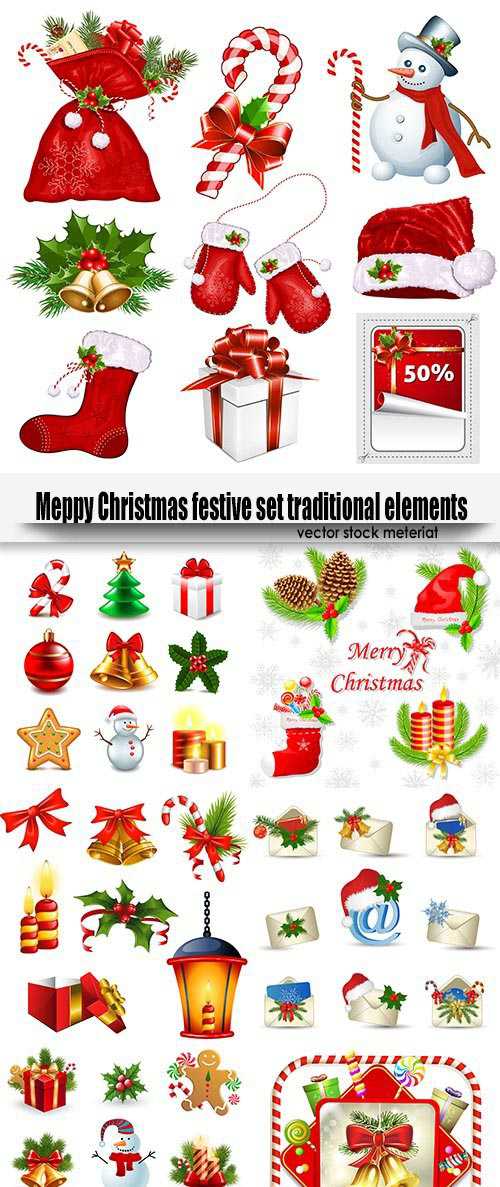 50%
Meppy Christmas festive set traditional elements
vector stock meteriat
Merry
Christmas